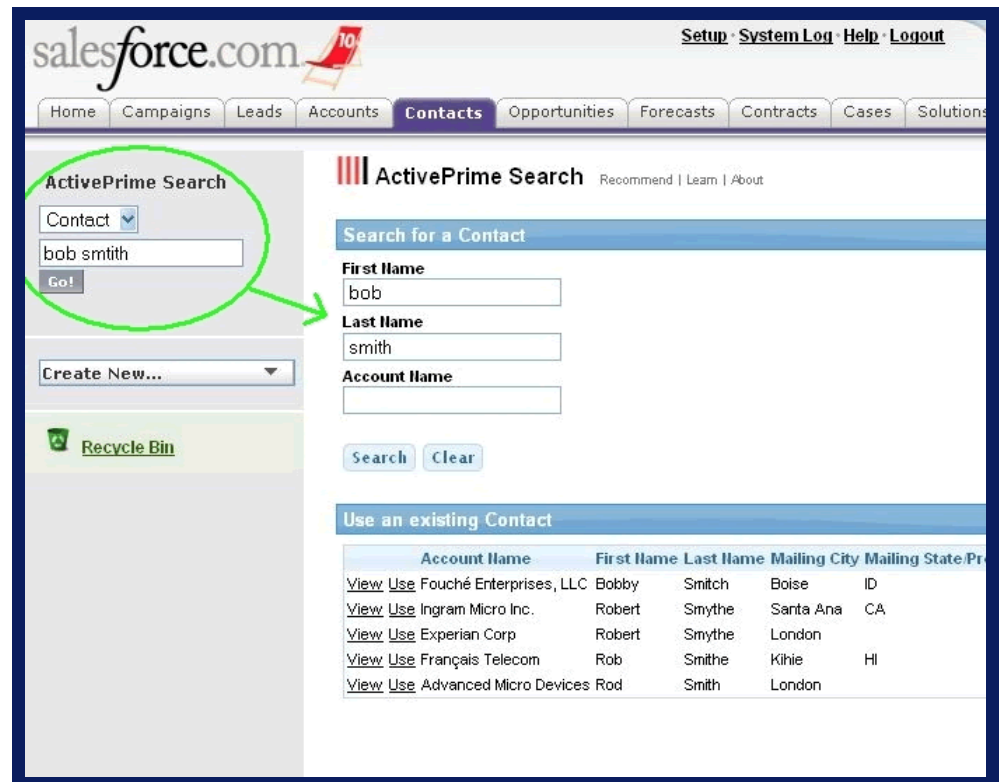 salesforce.com 10
Setup · System Log · Help · Logout
Home Campaigns Leads Accounts Contacts Opportunities Forecasts Contracts Cases Solutions
ActivePrime Search
Contact
bob smtith
Go!
Create New...
Recycle Bin
ActivePrime Search Recommend | Learn | About
Search for a Contact
First Name
bob
Last Name
smith
Account Name
Search Clear
Use an existing Contact
Account Name First Name Last Name Mailing City Mailing State/Pr
View Use Fouché Enterprises, LLC Bobby Smitch Boise ID
View Use Ingram Micro Inc. Robert Smythe Santa Ana CA
View Use Experian Corp Robert Smythe London
View Use Français Telecom Rob Smithe Kihie HI
View Use Advanced Micro Devices Rod Smith London